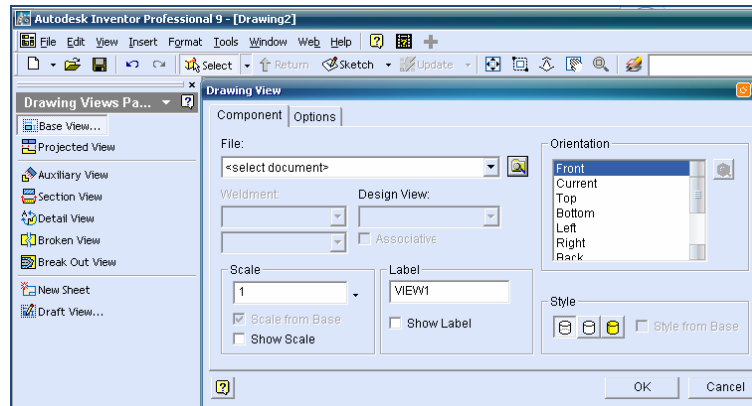 Autodesk Inventor Professional 9 - [Drawing2]
File Edit View Insert Format Tools Window Web Help
Select Return Sketch Update
Drawing Views Pa...
Base View...
Projected View
Auxiliary View
Section View
Detail View
Broken View
Break Out View
New Sheet
Draft View...
Drawing View
Component Options
File:
<select document>
Weldment:
Design View:
Associative
Scale
1
Scale from Base
Show Scale
Label
VIEW1
Show Label
Orientation
Front
Current
Top
Bottom
Left
Right
Back
Style
Style from Base
OK Cancel